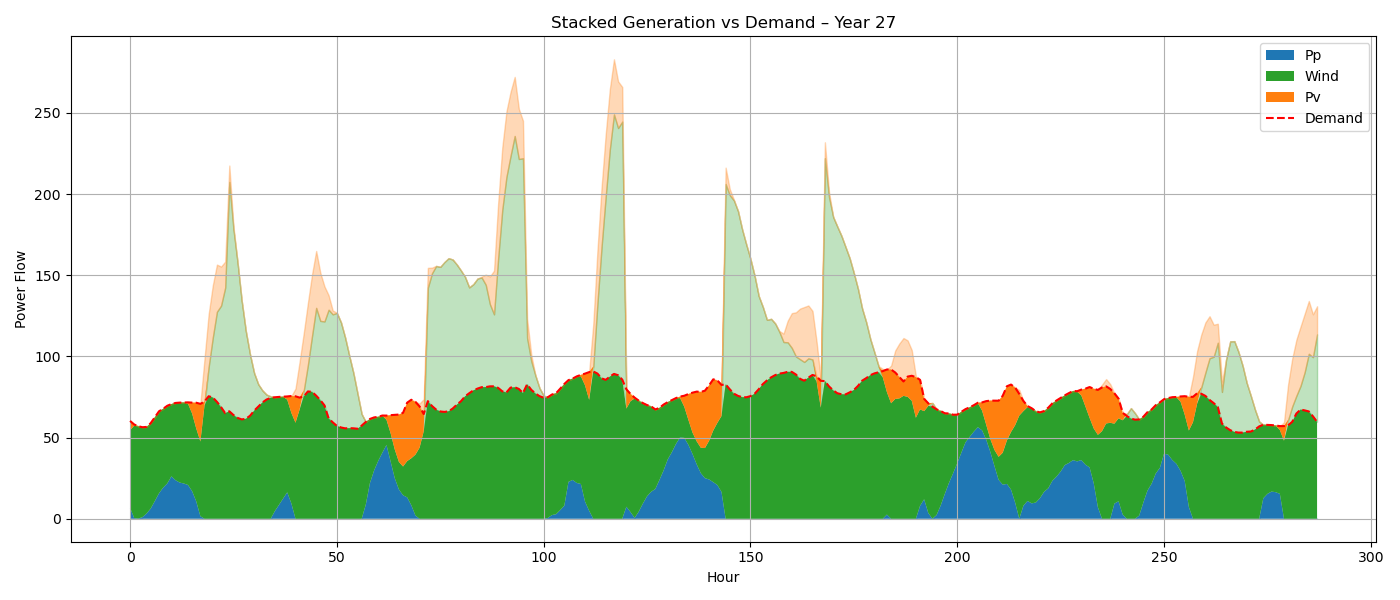 Stacked Generation vs Demand – Year 27
Power Flow
250
200
150
100
50
0
0 50 100 150 200 250 300
Hour
Pp
Wind
Pv
Demand